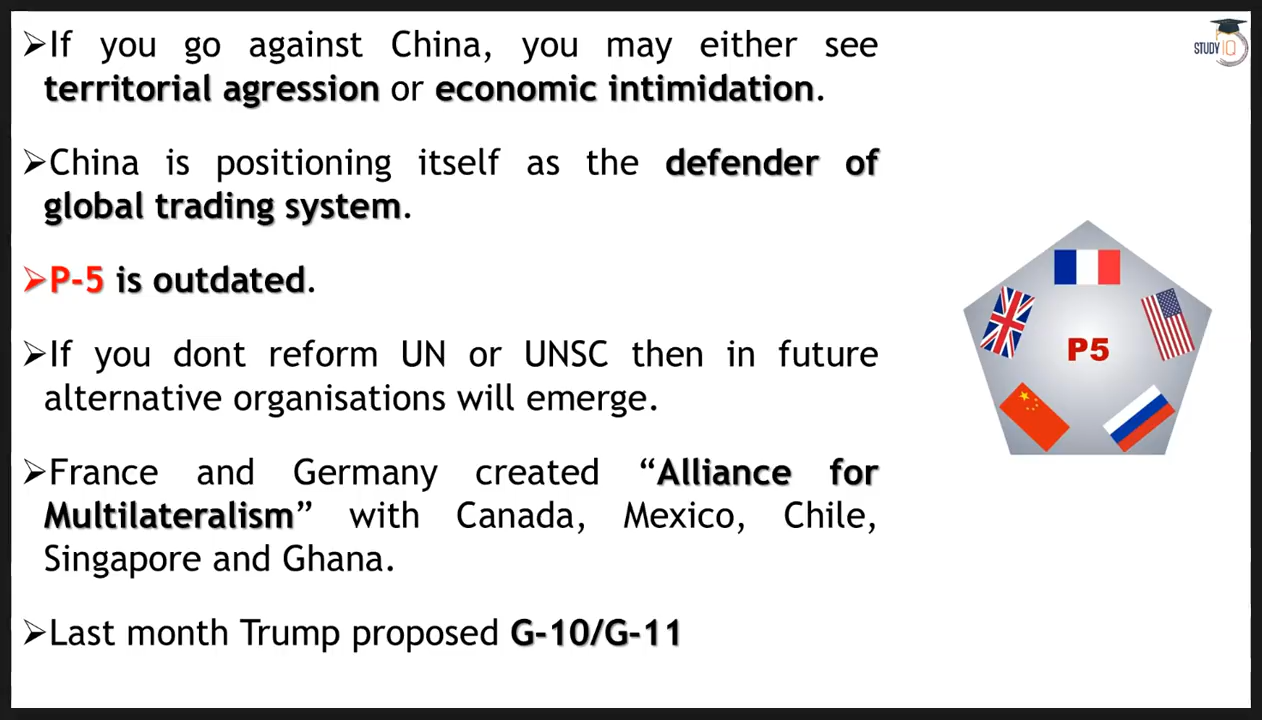 ➢If you go against China, you may either see
territorial agression or economic intimidation.
➢China is positioning itself as the defender of
global trading system.
➢P-5 is outdated.
➢If you dont reform UN or UNSC then in future
alternative organisations will emerge.
➢France and Germany created “Alliance for
Multilateralism” with Canada, Mexico, Chile,
Singapore and Ghana.
➢Last month Trump proposed G-10/G-11
STUDY IQ
P5